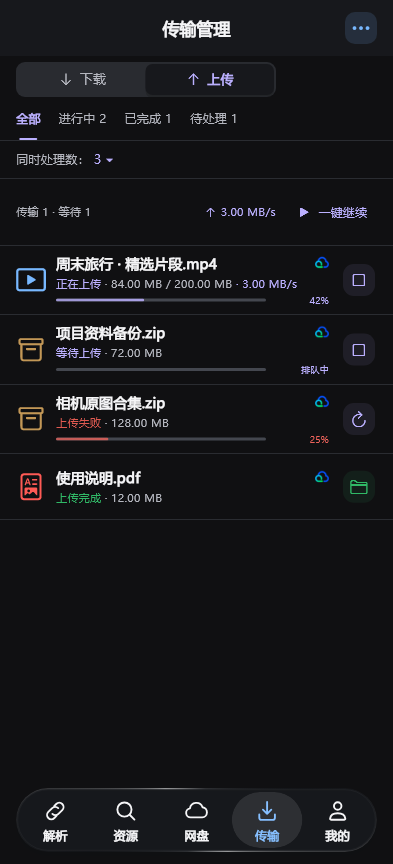 传输管理
下载
上传
全部 进行中 2 已完成 1 待处理 1
同时处理数： 3
传输 1 · 等待 1 3.00 MB/s 一键继续
周末旅行 · 精选片段.mp4
正在上传 · 84.00 MB / 200.00 MB · 3.00 MB/s
42%
项目资料备份.zip
等待上传 · 72.00 MB
排队中
相机原图合集.zip
上传失败 · 128.00 MB
25%
使用说明.pdf
上传完成 · 12.00 MB
解析 资源 网盘 传输 我的